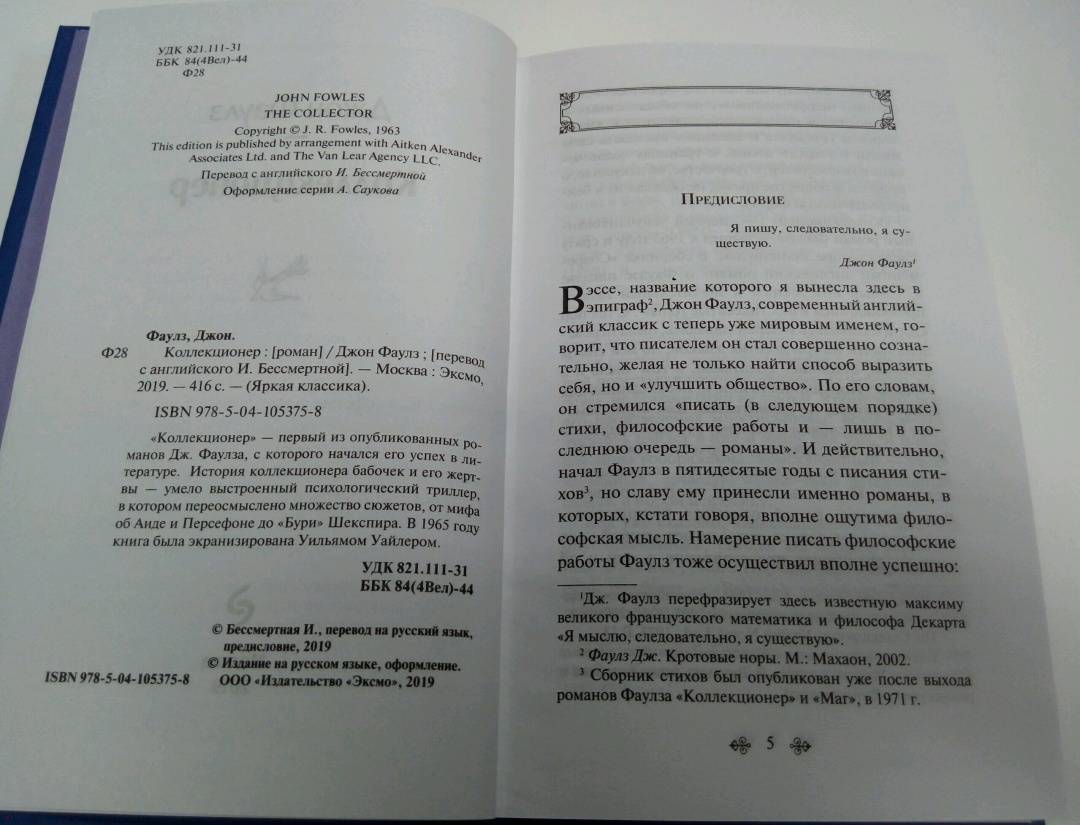 УДК 821.111-31
ББК 84(4Вел)-44
Ф28
JOHN FOWLES
THE COLLECTOR
Copyright © J. R. Fowles, 1963
This edition is published by arrangement with Aitken Alexander
Associates Ltd. and The Van Lear Agency LLC.
Перевод с английского И. Бессмертной
Оформление серии А. Саукова
Фаулз, Джон.
Ф28 Коллекционер : [роман] / Джон Фаулз ; [перевод
с английского И. Бессмертной]. — Москва : Эксмо,
2019. — 416 с. — (Яркая классика).
ISBN 978-5-04-105375-8
«Коллекционер» — первый из опубликованных ро-
манов Дж. Фаулза, с которого начался его успех в ли-
тературе. История коллекционера бабочек и его жерт-
вы — умело выстроенный психологический триллер,
в котором переосмыслено множество сюжетов, от мифа
об Аиде и Персефоне до «Бури» Шекспира. В 1965 году
книга была экранизирована Уильямом Уайлером.
УДК 821.111-31
ББК 84(4Вел)-44
© Бессмертная И., перевод на русский язык,
предисловие, 2019
© Издание на русском языке, оформление.
ООО «Издательство «Эксмо», 2019
ISBN 978-5-04-105375-8
Предисловие
Я пишу, следовательно, я су-
ществую.
Джон Фаулз¹
В эссе, название которого я вынесла здесь в
эпиграф², Джон Фаулз, современный англий-
ский классик с теперь уже мировым именем, го-
ворит, что писателем он стал совершенно созна-
тельно, желая не только найти способ выразить
себя, но и «улучшить общество». По его словам,
он стремился «писать (в следующем порядке)
стихи, философские работы и — лишь в по-
следнюю очередь — романы». И действительно,
начал Фаулз в пятидесятые годы с писания сти-
хов³, но славу ему принесли именно романы, в
которых, кстати говоря, вполне ощутима фило-
софская мысль. Намерение писать философские
работы Фаулз тоже осуществил вполне успешно:
¹Дж. Фаулз перефразирует здесь известную максиму
великого французского математика и философа Декарта
«Я мыслю, следовательно, я существую».
² Фаулз Дж. Кротовые норы. М.: Махаон, 2002.
³ Сборник стихов был опубликован уже после выхода
романов Фаулза «Коллекционер» и «Маг», в 1971 г.
5